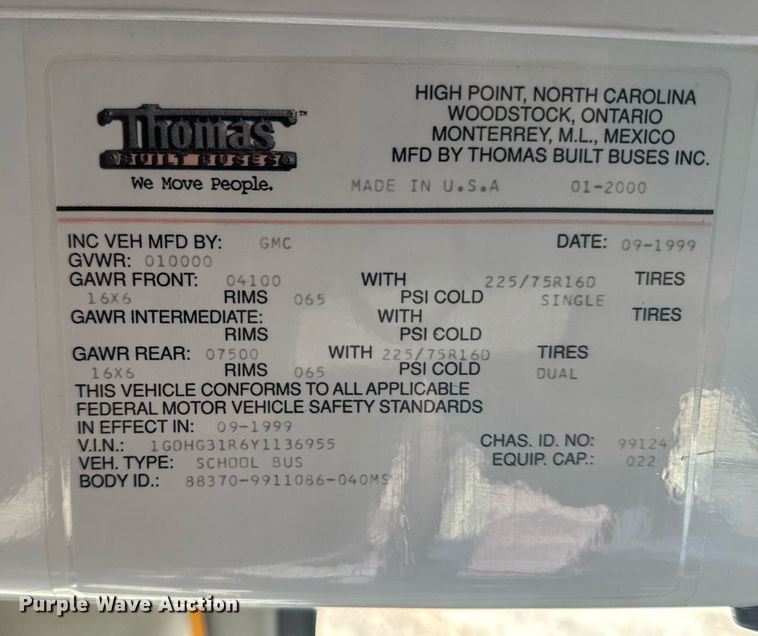 Thomas™
BUILT BUSES
We Move People.
HIGH POINT, NORTH CAROLINA
WOODSTOCK, ONTARIO
MONTERREY, M.L., MEXICO
MFD BY THOMAS BUILT BUSES INC.
MADE IN U.S.A 01-2000
INC VEH MFD BY: GMC DATE: 09-1999
GVWR: 010000
GAWR FRONT: 04100 WITH 225/75R16D TIRES
16X6 RIMS 065 PSI COLD SINGLE
GAWR INTERMEDIATE: WITH TIRES
RIMS PSI COLD
GAWR REAR: 07500 WITH 225/75R16D TIRES
16X6 RIMS 065 PSI COLD DUAL
THIS VEHICLE CONFORMS TO ALL APPLICABLE
FEDERAL MOTOR VEHICLE SAFETY STANDARDS
IN EFFECT IN: 09-1999
V.I.N.: 1GDHG31R6Y1136955 CHAS. ID. NO: 99124
VEH. TYPE: SCHOOL BUS EQUIP. CAP.: 022
BODY ID.: 88370-9911086-040MS
Purple Wave Auction